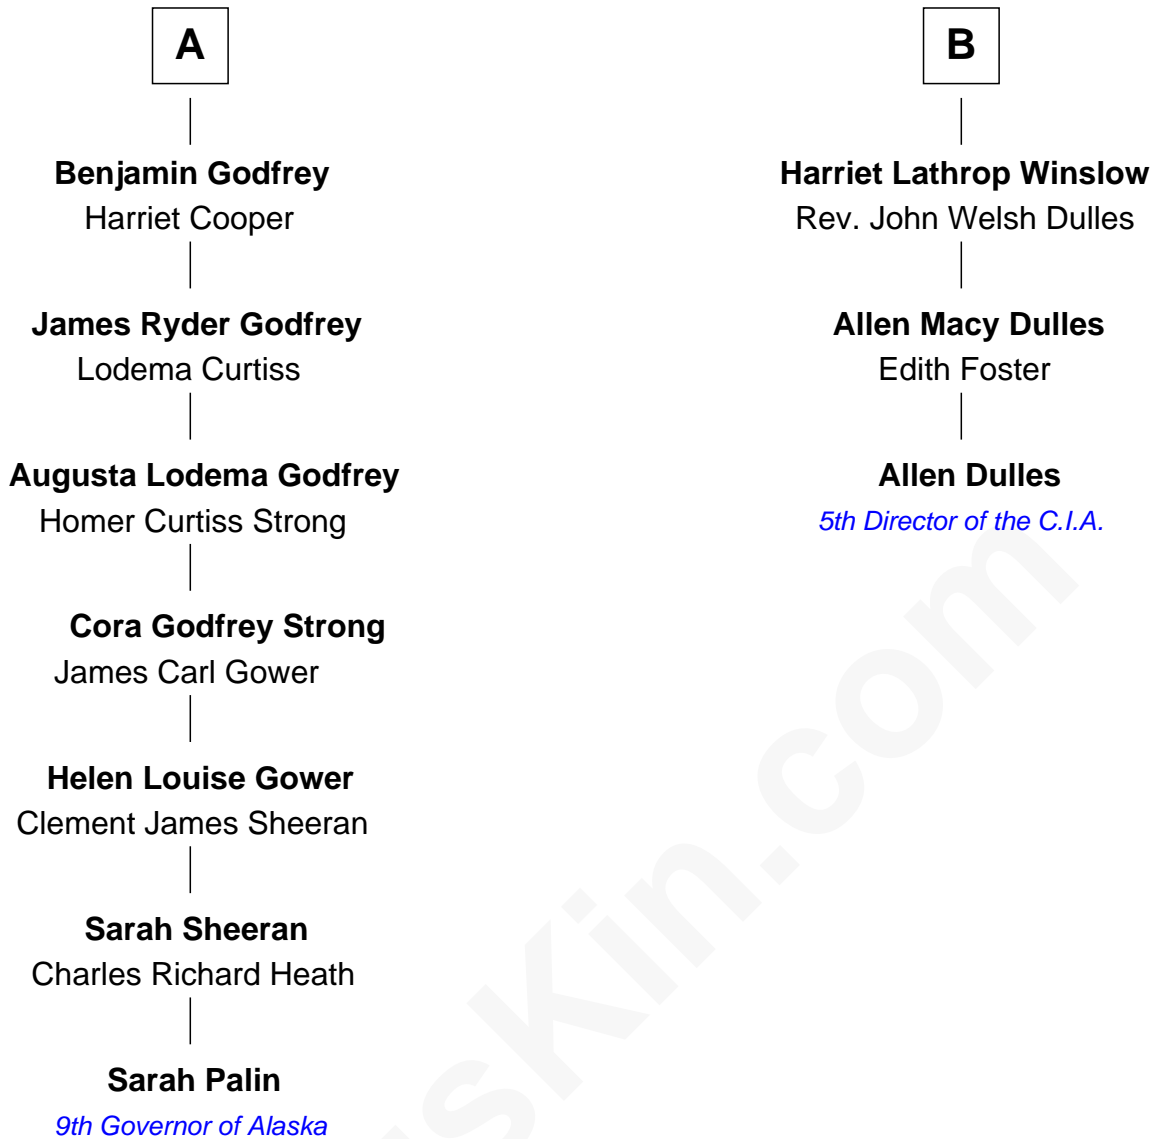 A
Benjamin Godfrey
Harriet Cooper
James Ryder Godfrey
Lodema Curtiss
Augusta Lodema Godfrey
Homer Curtiss Strong
Cora Godfrey Strong
James Carl Gower
Helen Louise Gower
Clement James Sheeran
Sarah Sheeran
Charles Richard Heath
Sarah Palin
9th Governor of Alaska
B
Harriet Lathrop Winslow
Rev. John Welsh Dulles
Allen Macy Dulles
Edith Foster
Allen Dulles
5th Director of the C.I.A.
sKin.com